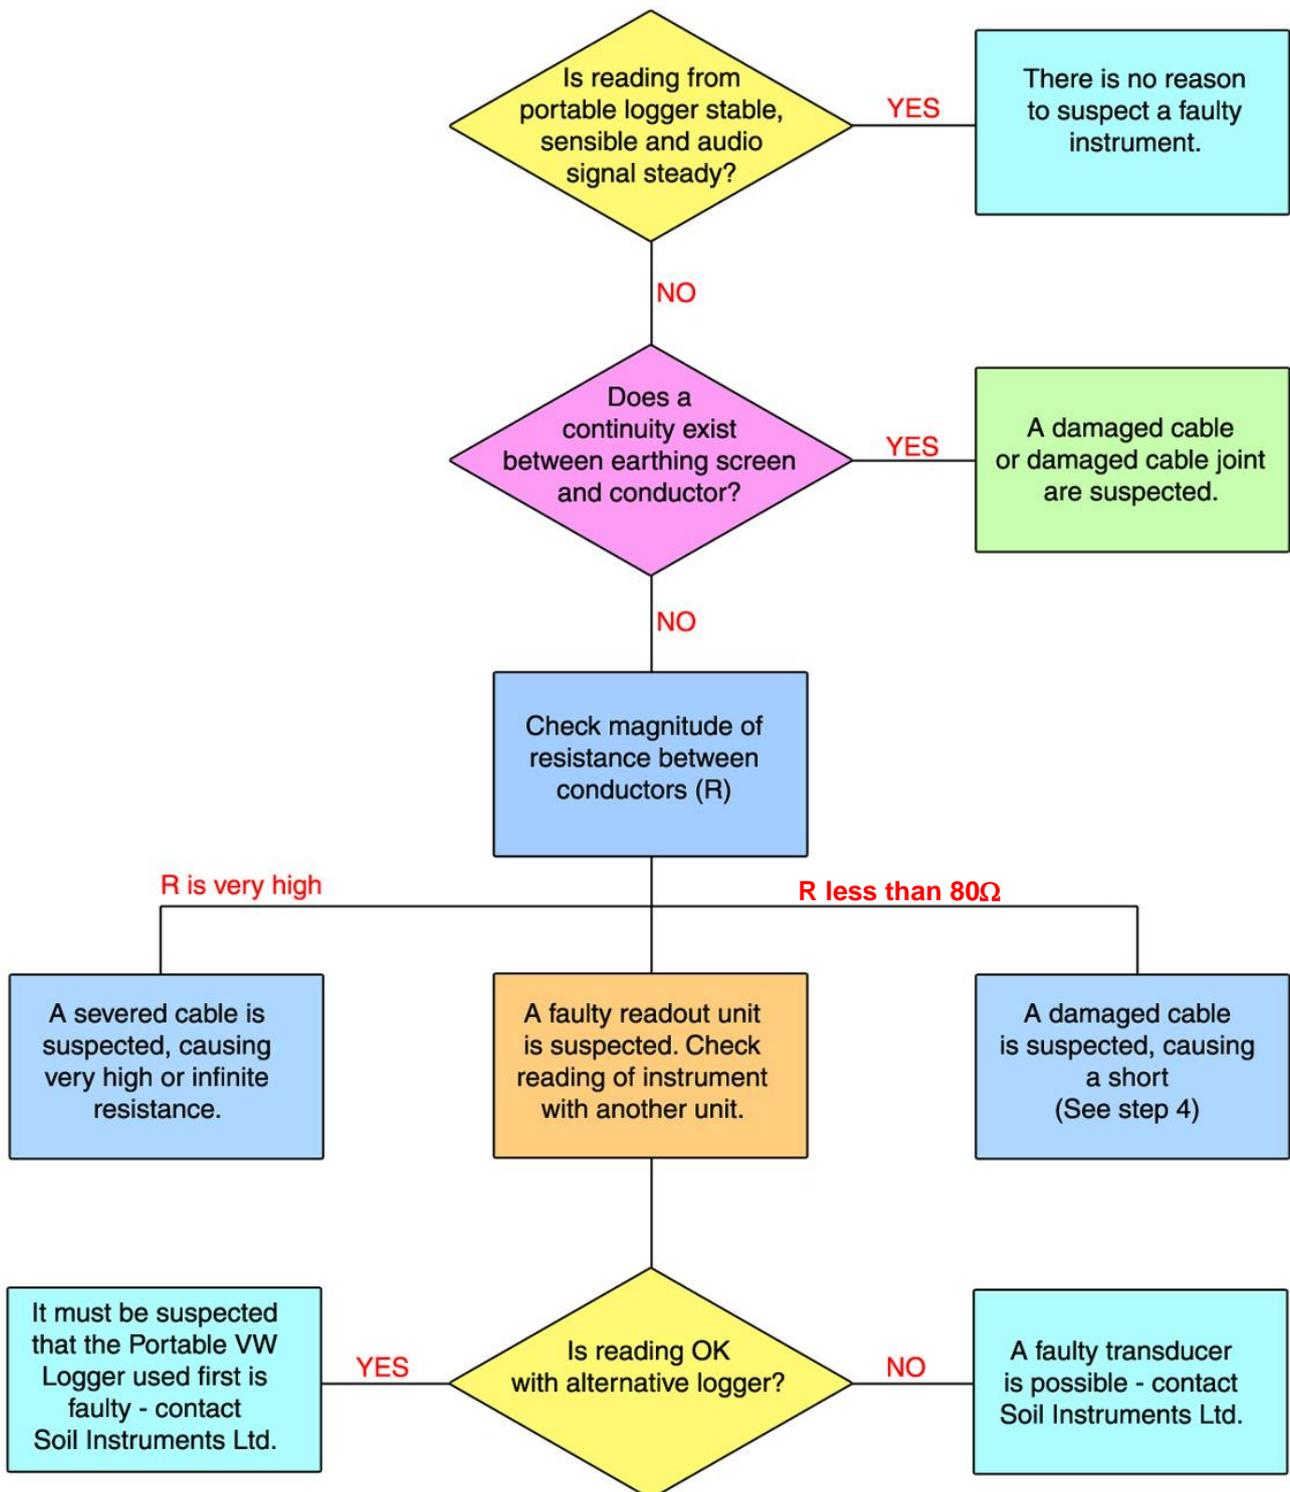 Is reading from
portable logger stable,
sensible and audio
signal steady?
YES
There is no reason
to suspect a faulty
instrument.
NO
Does a
continuity exist
between earthing screen
and conductor?
YES
A damaged cable
or damaged cable joint
are suspected.
NO
Check magnitude of
resistance between
conductors (R)
R is very high
R less than 80Ω
A severed cable is
suspected, causing
very high or infinite
resistance.
A faulty readout unit
is suspected. Check
reading of instrument
with another unit.
A damaged cable
is suspected, causing
a short
(See step 4)
It must be suspected
that the Portable VW
Logger used first is
faulty - contact
Soil Instruments Ltd.
YES
Is reading OK
with alternative logger?
NO
A faulty transducer
is possible - contact
Soil Instruments Ltd.